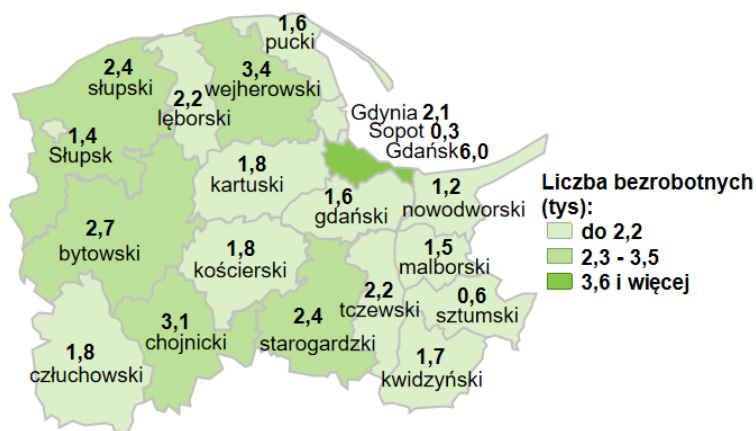 1,6
pucki
2,4
słupski
3,4
wejherowski
2,2
lęborski
Gdynia 2,1
Sopot 0,3
Gdańsk6,0
1,4
Słupsk
1,8
kartuski
1,6
gdański
1,2
nowodworski
2,7
bytowski
1,8
kościerski
1,5
malborski
2,2
tczewski
0,6
sztumski
3,1
chojnicki
2,4
starogardzki
1,8
człuchowski
1,7
kwidzyński
Liczba bezrobotnych
(tys):
do 2,2
2,3 - 3,5
3,6 i więcej